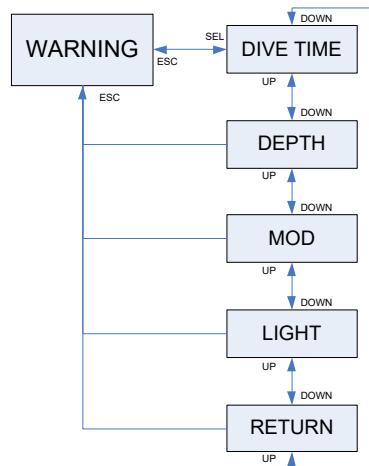 DOWN
WARNING
SEL
ESC
DIVE TIME
ESC
UP
DOWN
DEPTH
UP
DOWN
MOD
UP
DOWN
LIGHT
UP
DOWN
RETURN
UP